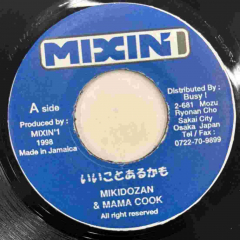 MIXIN'1
A side
Produced by :
MIXIN'1
1998
Made in Jamaica
Distributed By :
Busy !
2-681 Mozu
Ryonan Cho
Sakai City
Osaka Japan
Tel / Fax :
0722-70-9899
いいことあるかも
MIKIDOZAN
& MAMA COOK
All right reserved